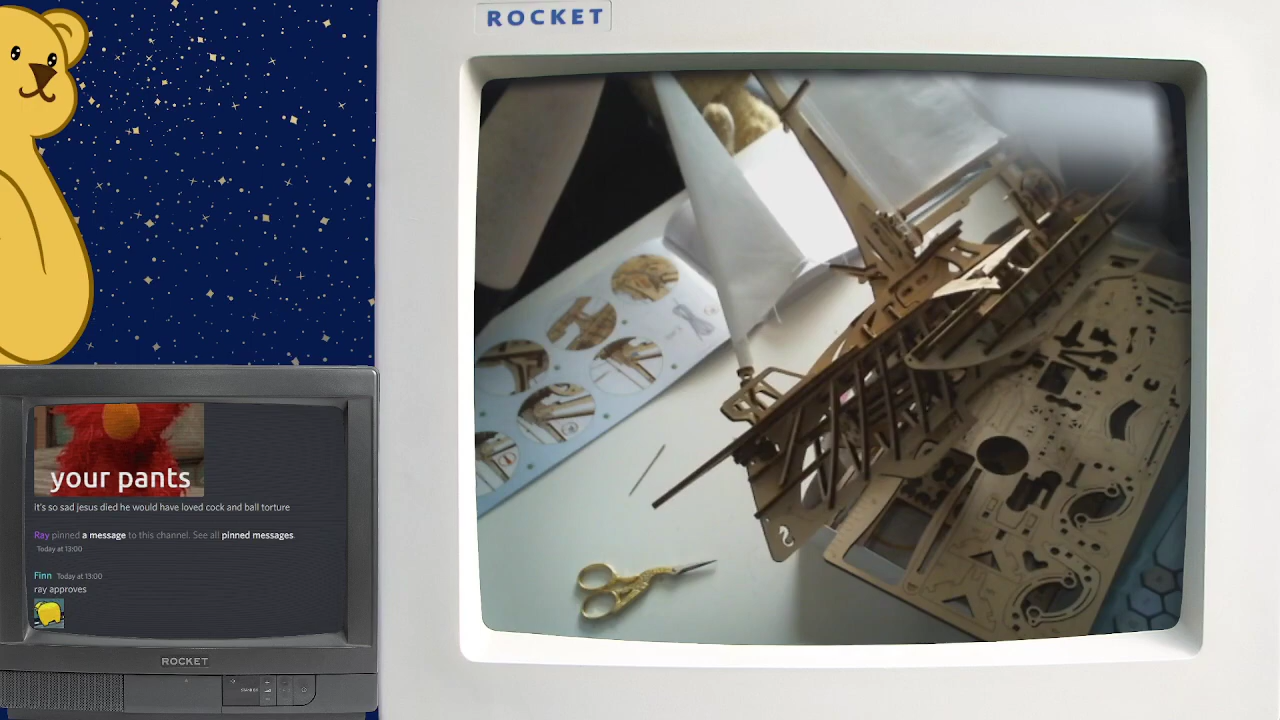 ROCKET
your pants
it's so sad jesus died he would have loved cock and ball torture
Ray pinned a message to this channel. See all pinned messages.
Today at 13:00
Finn Today at 13:00
ray approves
ROCKET